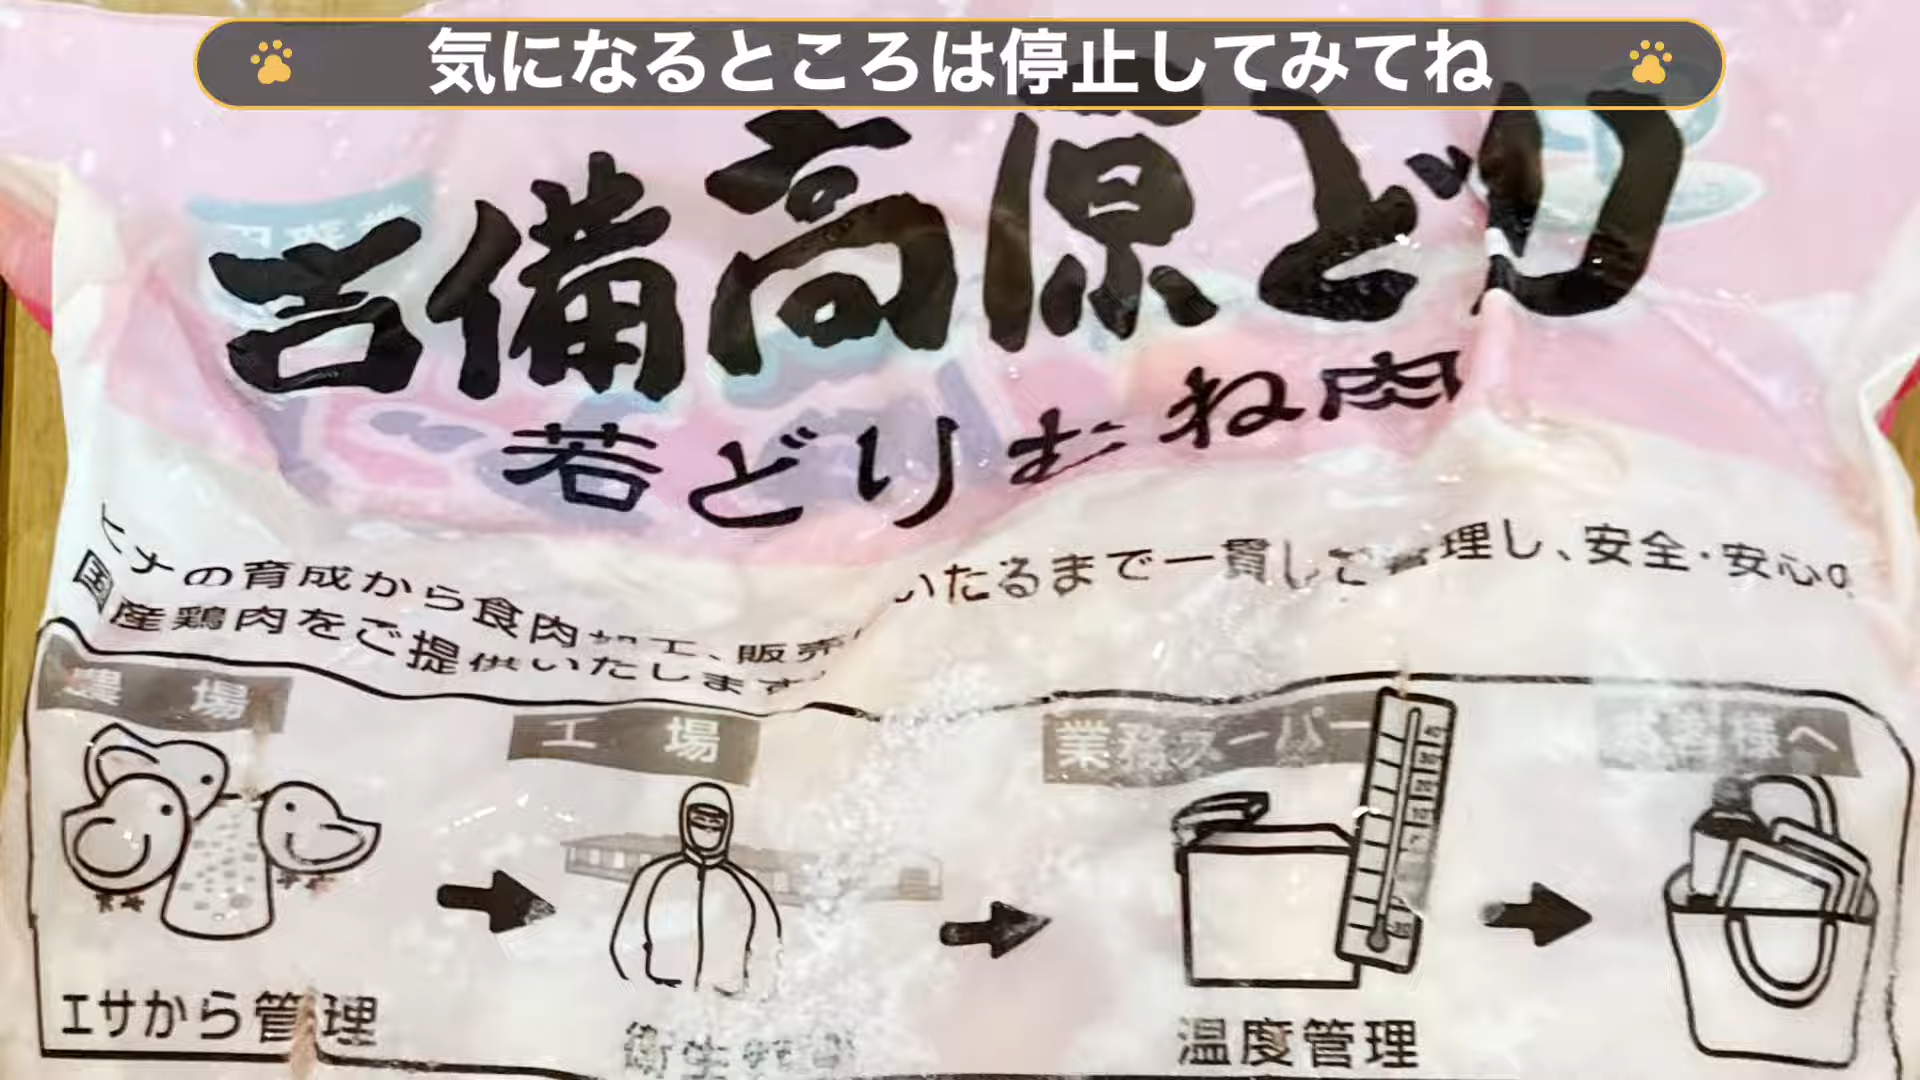 気になるところは停止してみてね
吉備高原どり
若どりむね肉
ヒナの育成から食肉加工、販売にいたるまで一貫して管理し、安全・安心の
国産鶏肉をご提供いたします。
農場
工場
業務スーパー
お客様へ
エサから管理
衛生管理
温度管理